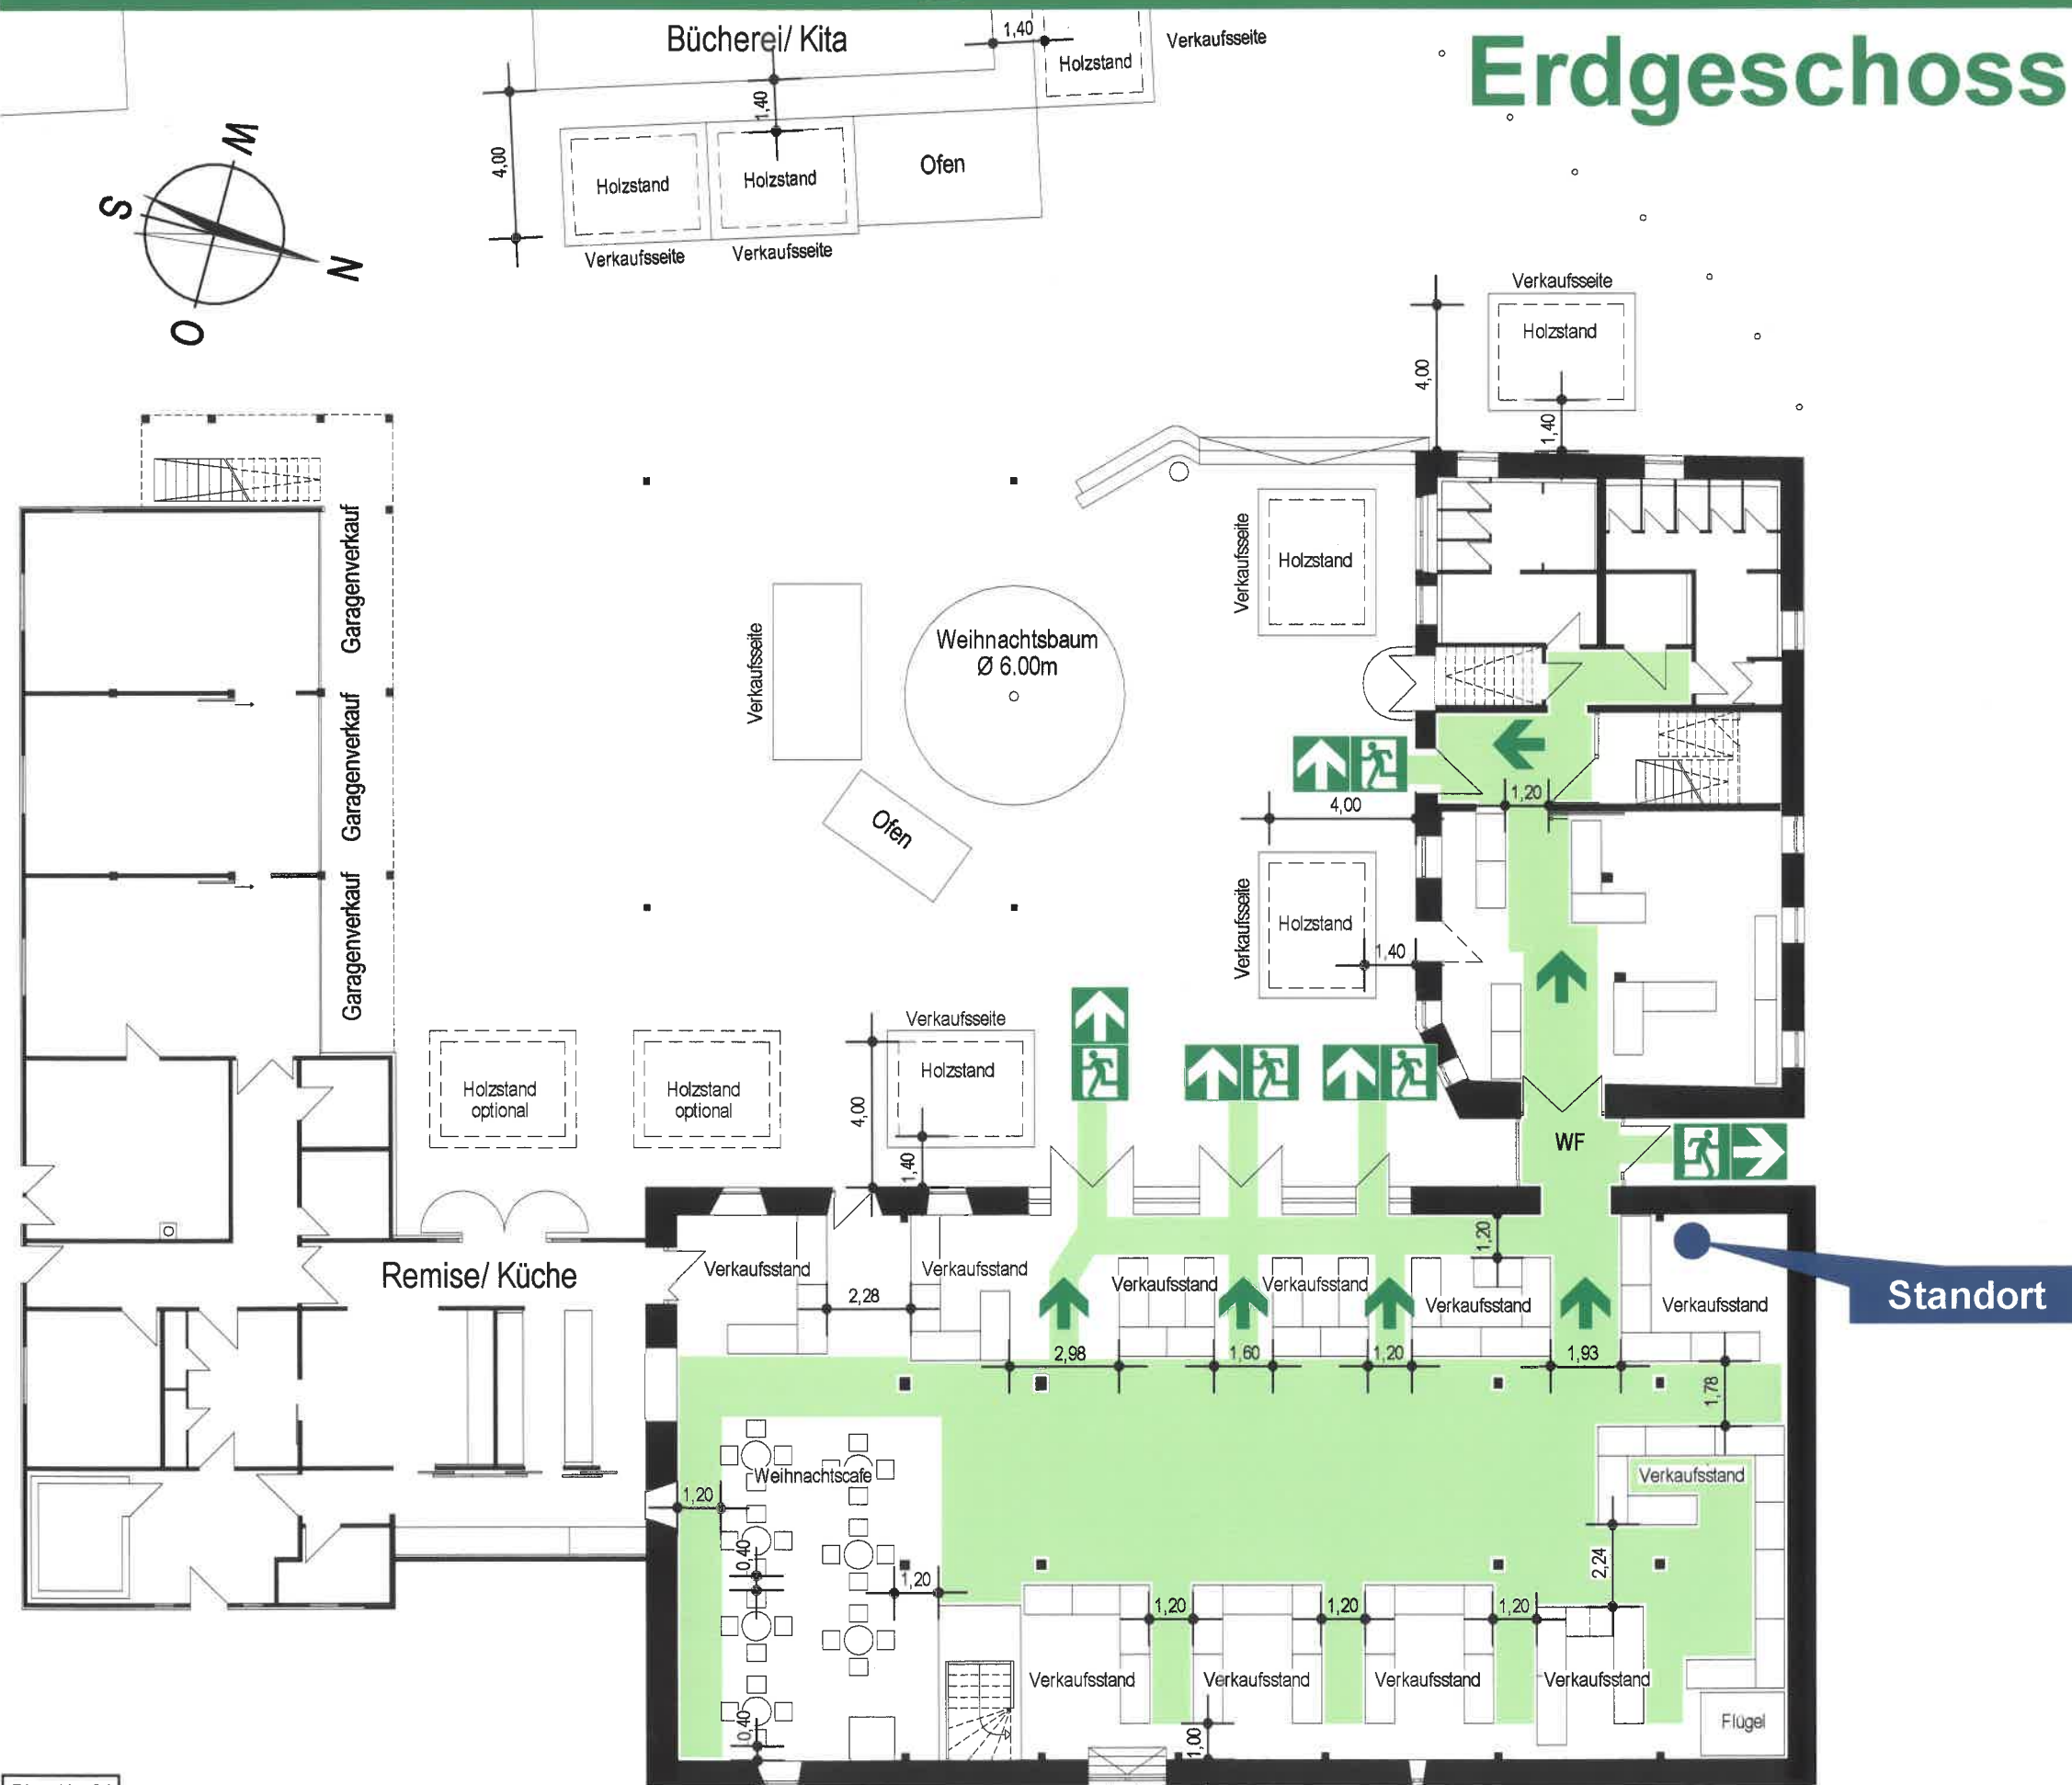 Erdgeschoss
Bücherei/ Kita
1,40
Holzstand
Verkaufsseite
4,00
1,40
Holzstand
Holzstand
Ofen
Verkaufsseite
Verkaufsseite
W
S
N
O
Verkaufsseite
Holzstand
4,00
1,40
Garagenverkauf
Garagenverkauf
Garagenverkauf
Verkaufsseite
Holzstand
Verkaufsseite
Weihnachtsbaum
Ø 6.00m
Ofen
4,00
1,20
Verkaufsseite
Holzstand
1,40
Verkaufsseite
Holzstand
4,00
1,40
Holzstand
optional
Holzstand
optional
WF
Standort
Remise/ Küche
Verkaufsstand
2,28
Verkaufsstand
Verkaufsstand
Verkaufsstand
Verkaufsstand
1,20
Verkaufsstand
2,98
1,60
1,20
1,93
1,78
Weihnachtscafe
1,20
Verkaufsstand
0,40
1,20
2,24
1,20
1,20
1,20
Verkaufsstand
Verkaufsstand
Verkaufsstand
Verkaufsstand
0,40
1,00
Flügel